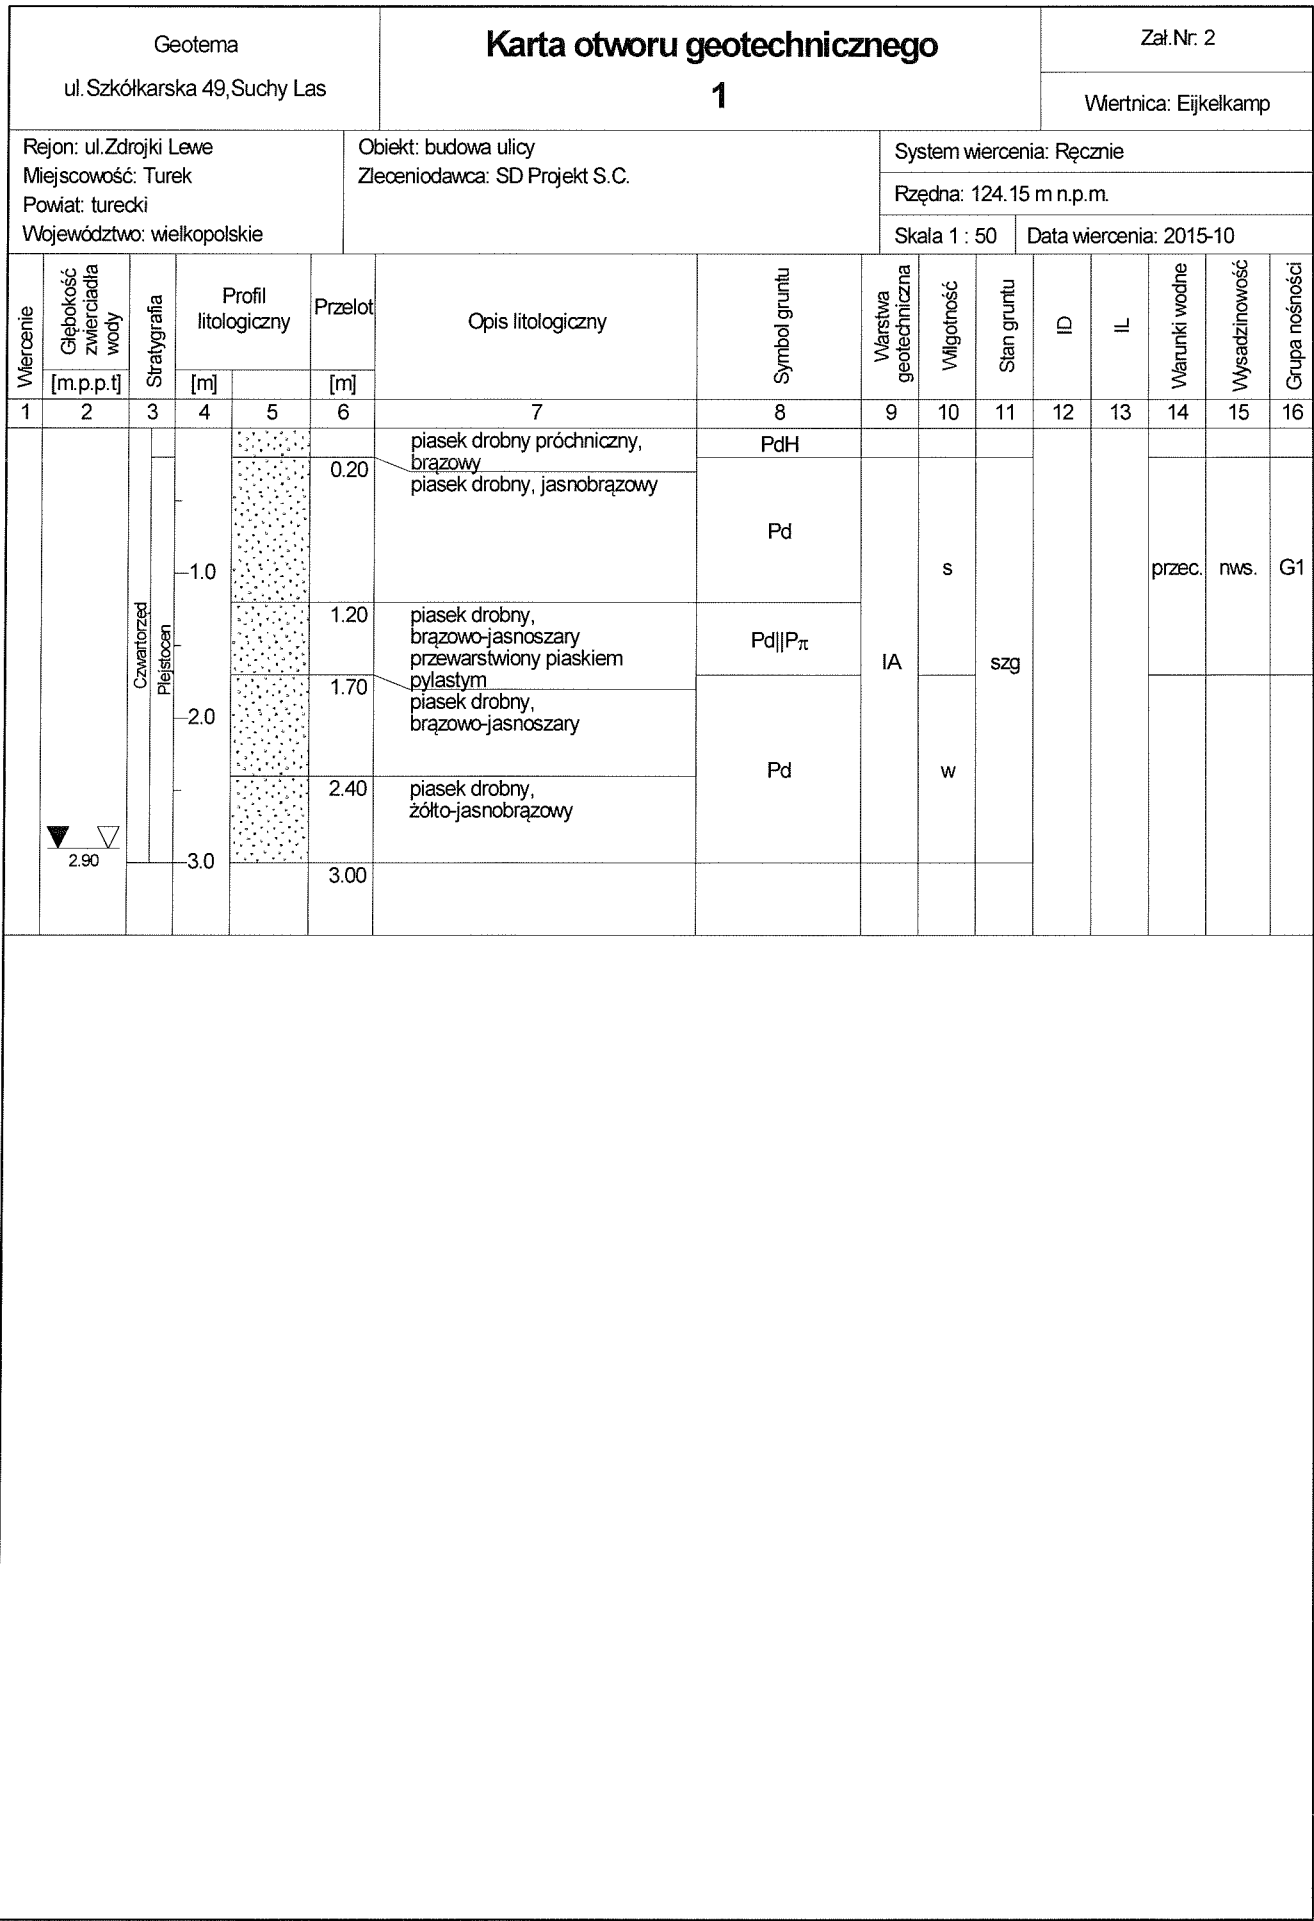 Geotema
ul.Szkółkarska 49,Suchy Las
Karta otworu geotechnicznego
1
Zał.Nr: 2
Wiertnica: Eijkelkamp
Rejon: ul.Zdrojki Lewe
Miejscowość: Turek
Powiat: turecki
Województwo: wielkopolskie
Obiekt: budowa ulicy
Zleceniodawca: SD Projekt S.C.
System wiercenia: Ręcznie
Rzędna: 124.15 m n.p.m.
Skala 1 : 50
Data wiercenia: 2015-10
Wiercenie
Głębokość
zwierciadła
wody
[m.p.p.t]
Stratygrafia
Profil
litologiczny
[m]
Przelot
[m]
Opis litologiczny
Symbol gruntu
Warstwa
geotechniczna
Wilgotność
Stan gruntu
ID
IL
Warunki wodne
Wysadzinowość
Grupa nośności
1 2 3 4 5 6 7 8 9 10 11 12 13 14 15 16
piasek drobny próchniczny,
brązowy
PdH
0.20
piasek drobny, jasnobrązowy
Pd
1.0
s
przec.
nws.
G1
1.20
piasek drobny,
brązowo-jasnoszary
przewarstwiony piaskiem
pylastym
Pd||Pπ
Czwartorzęd
Plejstocen
IA
szg
1.70
piasek drobny,
brązowo-jasnoszary
2.0
Pd
w
2.40
piasek drobny,
żółto-jasnobrązowy
2.90
3.0
3.00